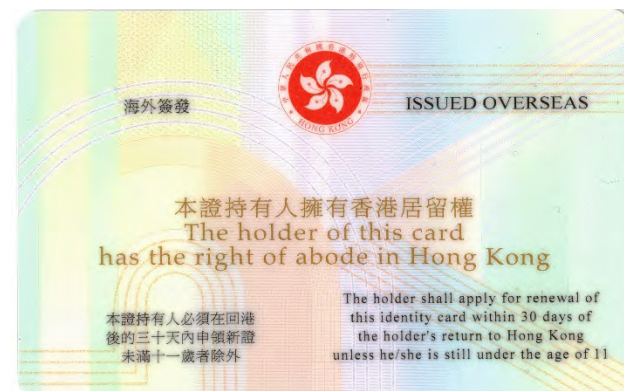 海外簽發
HONG KONG
ISSUED OVERSEAS
本證持有人擁有香港居留權
The holder of this card
has the right of abode in Hong Kong
本證持有人必須在回港
後的三十天內申領新證
未滿十一歲者除外
The holder shall apply for renewal of
this identity card within 30 days of
the holder's return to Hong Kong
unless he/she is still under the age of 11